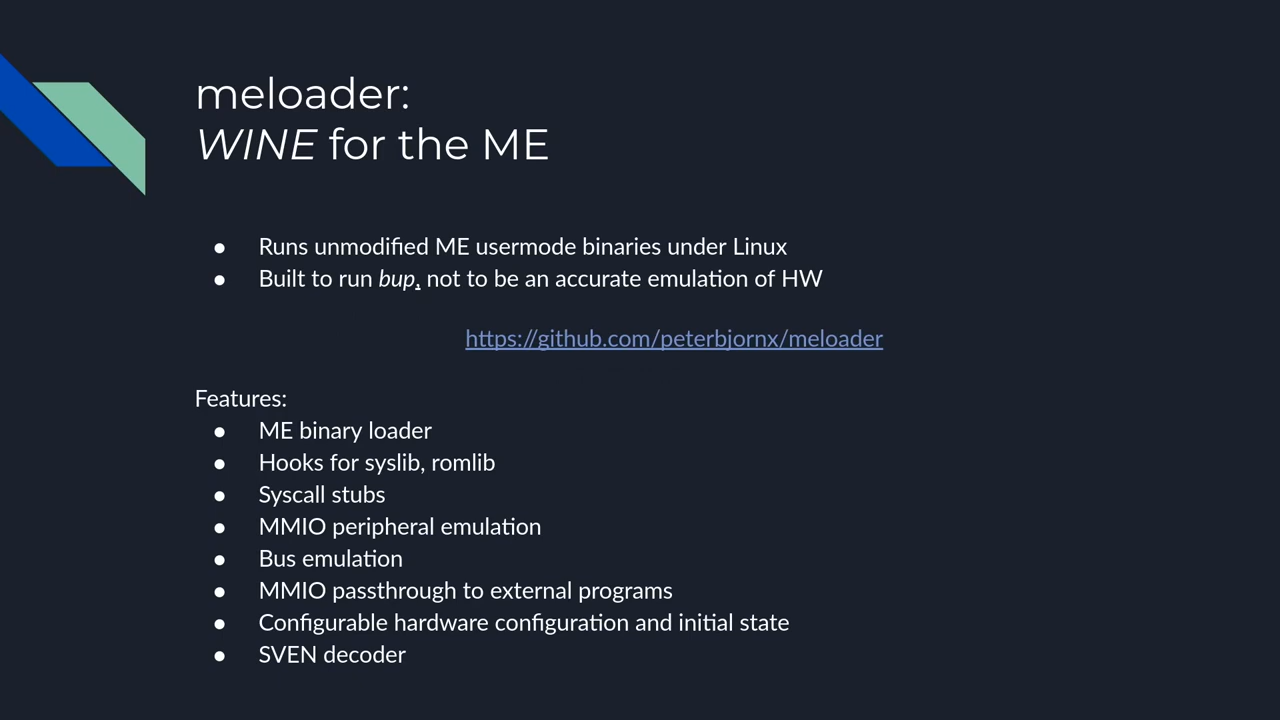 meloader:
WINE for the ME
● Runs unmodified ME usermode binaries under Linux
● Built to run bup, not to be an accurate emulation of HW
https://github.com/peterbjornx/meloader
Features:
● ME binary loader
● Hooks for syslib, romlib
● Syscall stubs
● MMIO peripheral emulation
● Bus emulation
● MMIO passthrough to external programs
● Configurable hardware configuration and initial state
● SVEN decoder